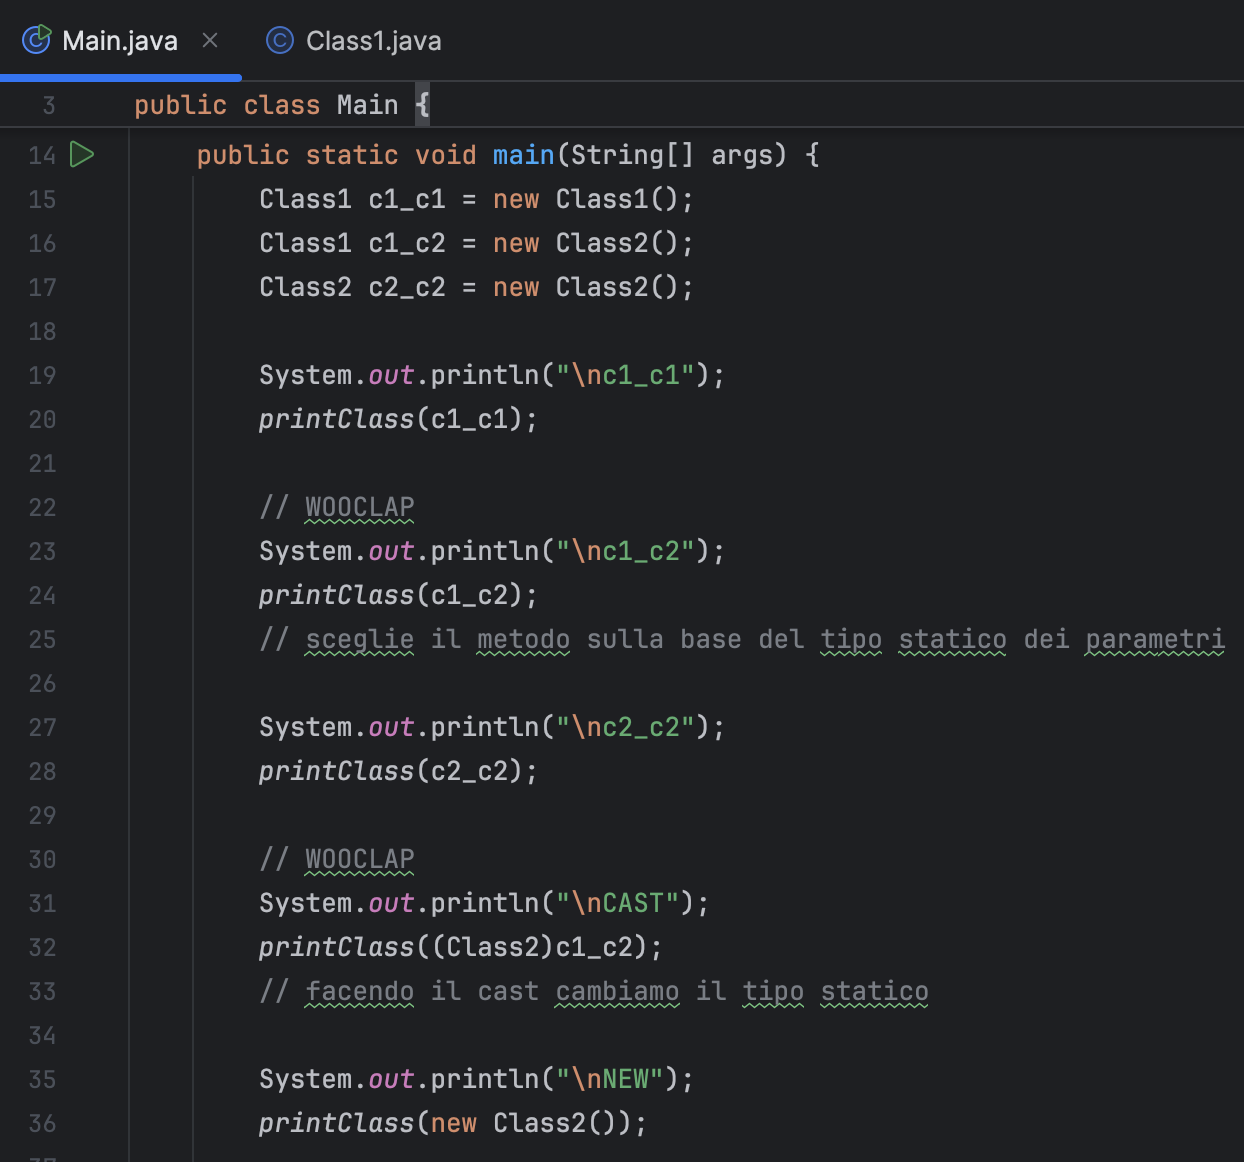 Main.java ×
Class1.java
3 public class Main {
14 public static void main(String[] args) {
15 Class1 c1_c1 = new Class1();
16 Class1 c1_c2 = new Class2();
17 Class2 c2_c2 = new Class2();
18
19 System.out.println("\nc1_c1");
20 printClass(c1_c1);
21
22 // WOOCLAP
23 System.out.println("\nc1_c2");
24 printClass(c1_c2);
25 // sceglie il metodo sulla base del tipo statico dei parametri
26
27 System.out.println("\nc2_c2");
28 printClass(c2_c2);
29
30 // WOOCLAP
31 System.out.println("\nCAST");
32 printClass((Class2)c1_c2);
33 // facendo il cast cambiamo il tipo statico
34
35 System.out.println("\nNEW");
36 printClass(new Class2());